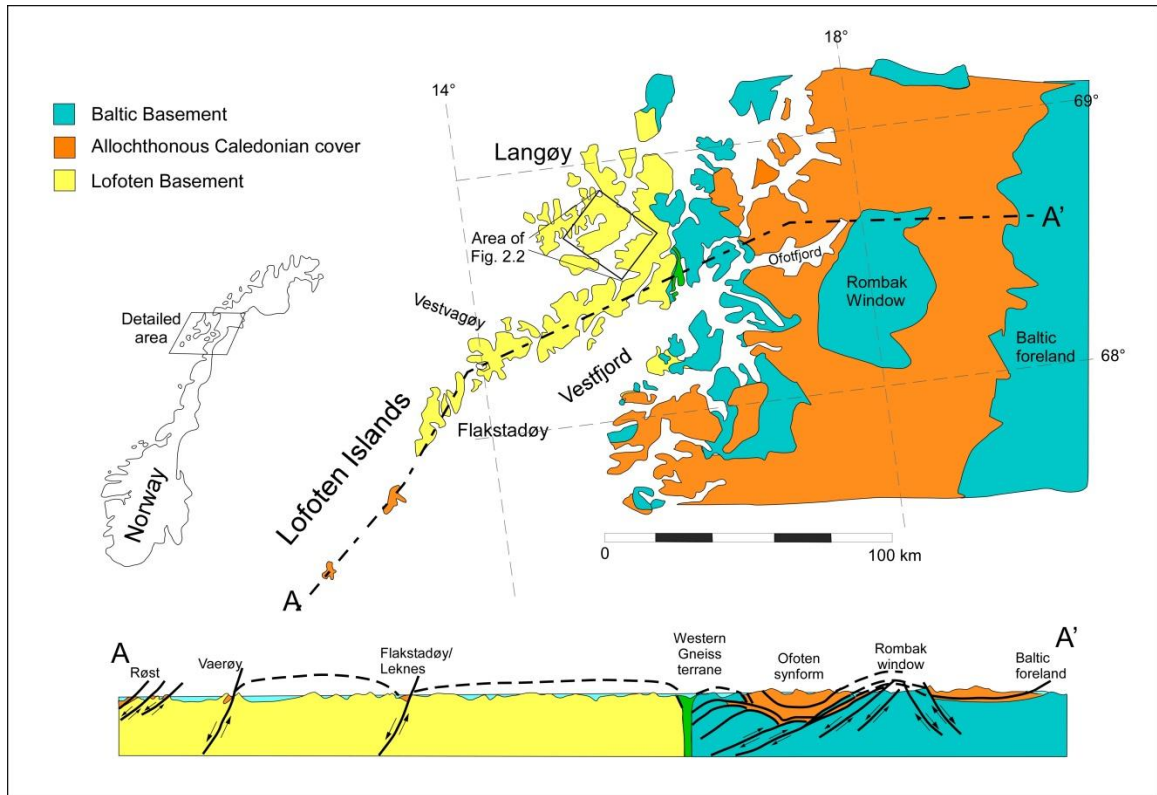 18°
14°
69°
Baltic Basement
Allochthonous Caledonian cover
Lofoten Basement
Langøy
A'
Area of
Fig. 2.2
Ofotfjord
Rombak
Window
Vestvagøy
Detailed
area
Baltic
foreland
68°
Vestfjord
Flakstadøy
Lofoten Islands
Norway
0
100 km
A
A
A'
Røst
Vaerøy
Flakstadøy/
Leknes
Western
Gneiss
terrane
Ofoten
synform
Rombak
window
Baltic
foreland